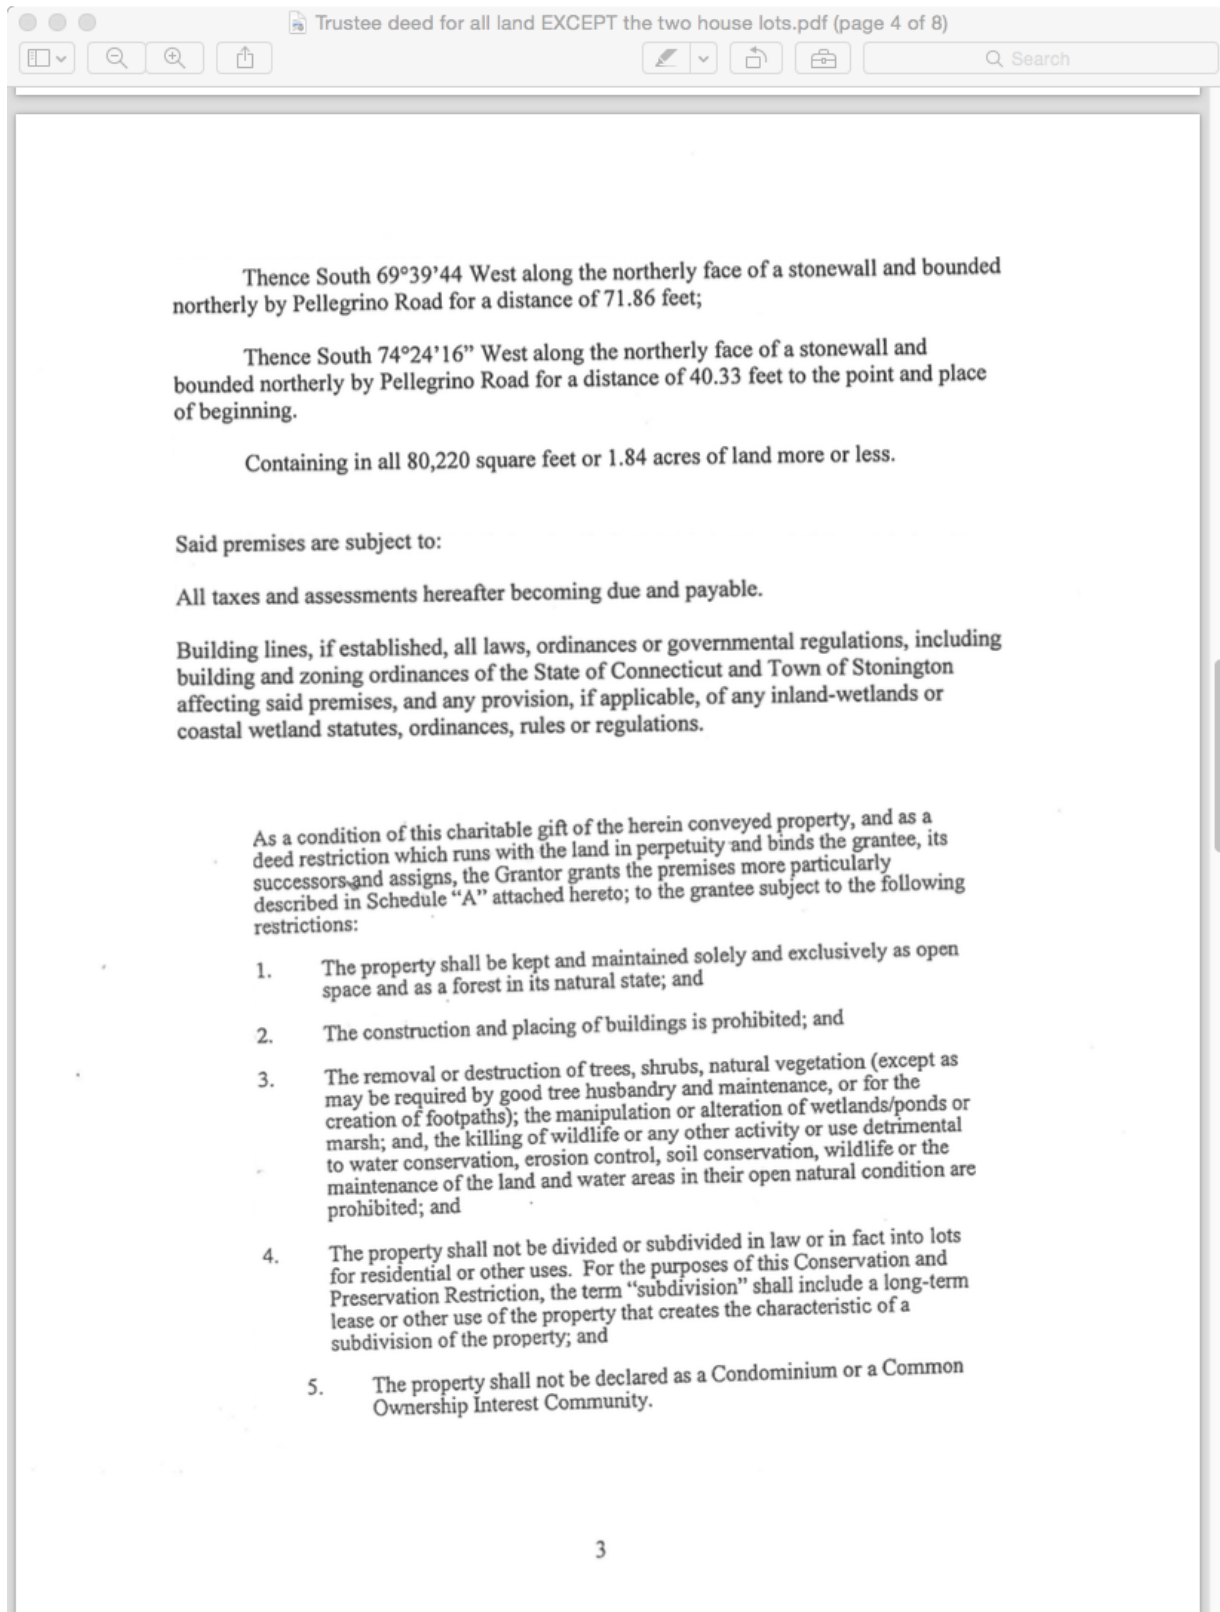 Trustee deed for all land EXCEPT the two house lots.pdf (page 4 of 8)
Search
Thence South 69°39'44 West along the northerly face of a stonewall and bounded
northerly by Pellegrino Road for a distance of 71.86 feet;
Thence South 74°24'16” West along the northerly face of a stonewall and
bounded northerly by Pellegrino Road for a distance of 40.33 feet to the point and place
of beginning.
Containing in all 80,220 square feet or 1.84 acres of land more or less.
Said premises are subject to:
All taxes and assessments hereafter becoming due and payable.
Building lines, if established, all laws, ordinances or governmental regulations, including
building and zoning ordinances of the State of Connecticut and Town of Stonington
affecting said premises, and any provision, if applicable, of any inland-wetlands or
coastal wetland statutes, ordinances, rules or regulations.
As a condition of this charitable gift of the herein conveyed property, and as a
deed restriction which runs with the land in perpetuity and binds the grantee, its
successors and assigns, the Grantor grants the premises more particularly
described in Schedule “A” attached hereto; to the grantee subject to the following
restrictions:
1. The property shall be kept and maintained solely and exclusively as open
space and as a forest in its natural state; and
2. The construction and placing of buildings is prohibited; and
3. The removal or destruction of trees, shrubs, natural vegetation (except as
may be required by good tree husbandry and maintenance, or for the
creation of footpaths); the manipulation or alteration of wetlands/ponds or
marsh; and, the killing of wildlife or any other activity or use detrimental
to water conservation, erosion control, soil conservation, wildlife or the
maintenance of the land and water areas in their open natural condition are
prohibited; and
4. The property shall not be divided or subdivided in law or in fact into lots
for residential or other uses. For the purposes of this Conservation and
Preservation Restriction, the term “subdivision” shall include a long-term
lease or other use of the property that creates the characteristic of a
subdivision of the property; and
5. The property shall not be declared as a Condominium or a Common
Ownership Interest Community.
3